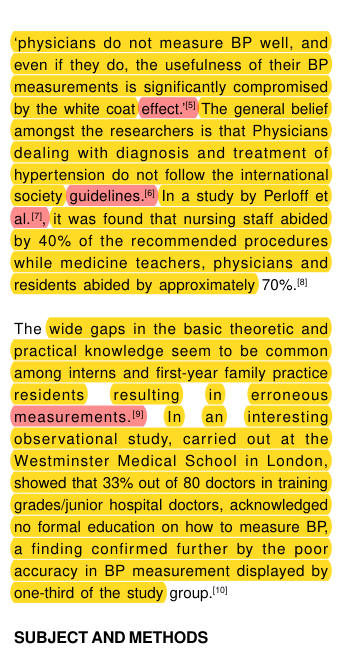 ‘physicians do not measure BP well, and
even if they do, the usefulness of their BP
measurements is significantly compromised
by the white coat effect.’[5] The general belief
amongst the researchers is that Physicians
dealing with diagnosis and treatment of
hypertension do not follow the international
society guidelines.[6] In a study by Perloff et
al.[7], it was found that nursing staff abided
by 40% of the recommended procedures
while medicine teachers, physicians and
residents abided by approximately 70%.[8]
The wide gaps in the basic theoretic and
practical knowledge seem to be common
among interns and first-year family practice
residents resulting in erroneous
measurements.[9] In an interesting
observational study, carried out at the
Westminster Medical School in London,
showed that 33% out of 80 doctors in training
grades/junior hospital doctors, acknowledged
no formal education on how to measure BP,
a finding confirmed further by the poor
accuracy in BP measurement displayed by
one-third of the study group.[10]
SUBJECT AND METHODS